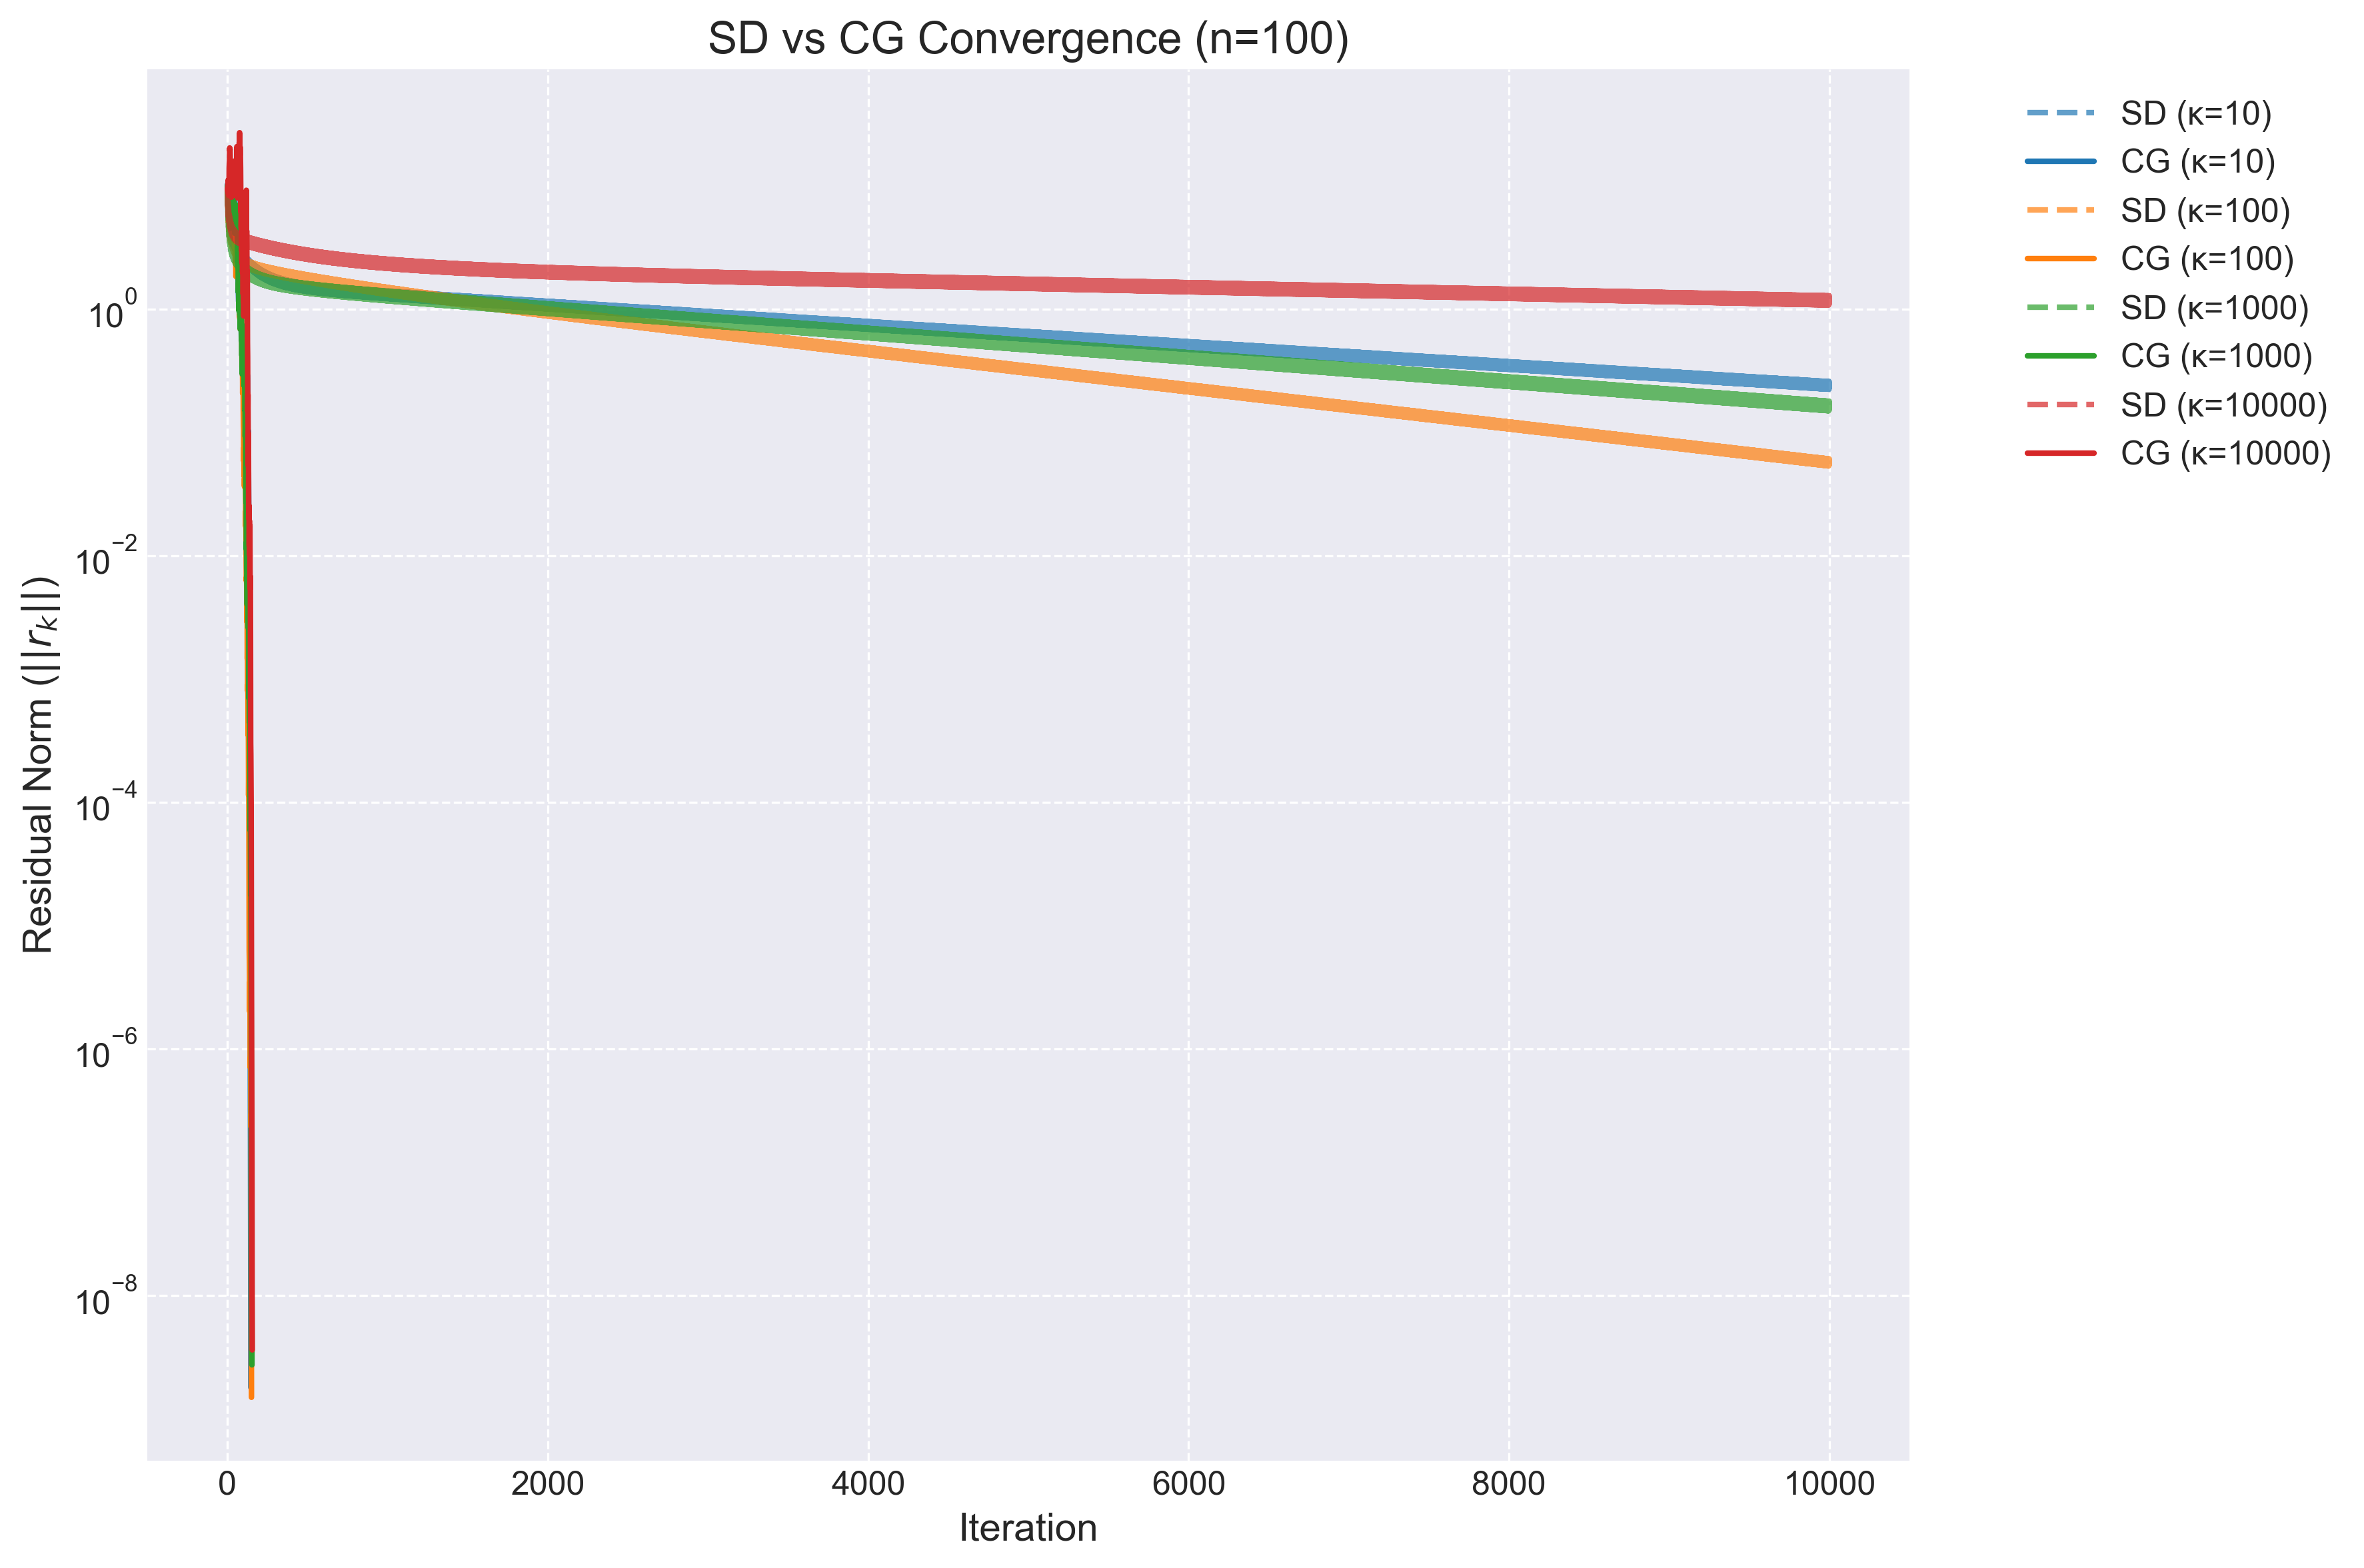 SD vs CG Convergence (n=100)
SD (κ=10)
CG (κ=10)
SD (κ=100)
CG (κ=100)
SD (κ=1000)
CG (κ=1000)
SD (κ=10000)
CG (κ=10000)
Residual Norm (||r_k||)
10^0
10^−2
10^−4
10^−6
10^−8
0 2000 4000 6000 8000 10000
Iteration